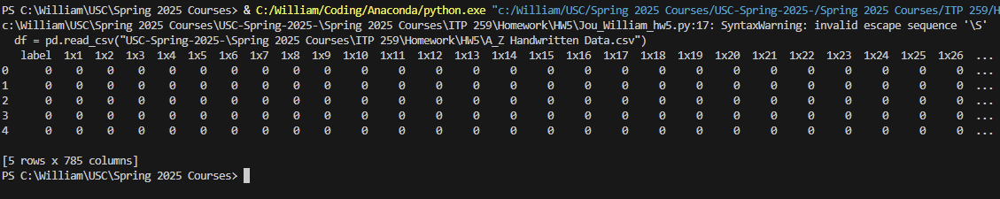 PS C:\William\USC\Spring 2025 Courses> & C:/William/Coding/Anaconda/python.exe "c:/William/USC/Spring 2025 Courses/USC-Spring-2025-/Spring 2025 Courses/ITP 259/H
c:\William\USC\Spring 2025 Courses\USC-Spring-2025-\Spring 2025 Courses\ITP 259\Homework\HW5\Jou_William_hw5.py:17: SyntaxWarning: invalid escape sequence '\S'
  df = pd.read_csv("USC-Spring-2025-\Spring 2025 Courses\ITP 259\Homework\HW5\A_Z Handwritten Data.csv")
   label  1x1  1x2  1x3  1x4  1x5  1x6  1x7  1x8  1x9  1x10  1x11  1x12  1x13  1x14  1x15  1x16  1x17  1x18  1x19  1x20  1x21  1x22  1x23  1x24  1x25  1x26  ...
0      0    0    0    0    0    0    0    0    0    0     0     0     0     0     0     0     0     0     0     0     0     0     0     0     0     0     0  ...
1      0    0    0    0    0    0    0    0    0    0     0     0     0     0     0     0     0     0     0     0     0     0     0     0     0     0     0  ...
2      0    0    0    0    0    0    0    0    0    0     0     0     0     0     0     0     0     0     0     0     0     0     0     0     0     0     0  ...
3      0    0    0    0    0    0    0    0    0    0     0     0     0     0     0     0     0     0     0     0     0     0     0     0     0     0     0  ...
4      0    0    0    0    0    0    0    0    0    0     0     0     0     0     0     0     0     0     0     0     0     0     0     0     0     0     0  ...
[5 rows x 785 columns]
PS C:\William\USC\Spring 2025 Courses>